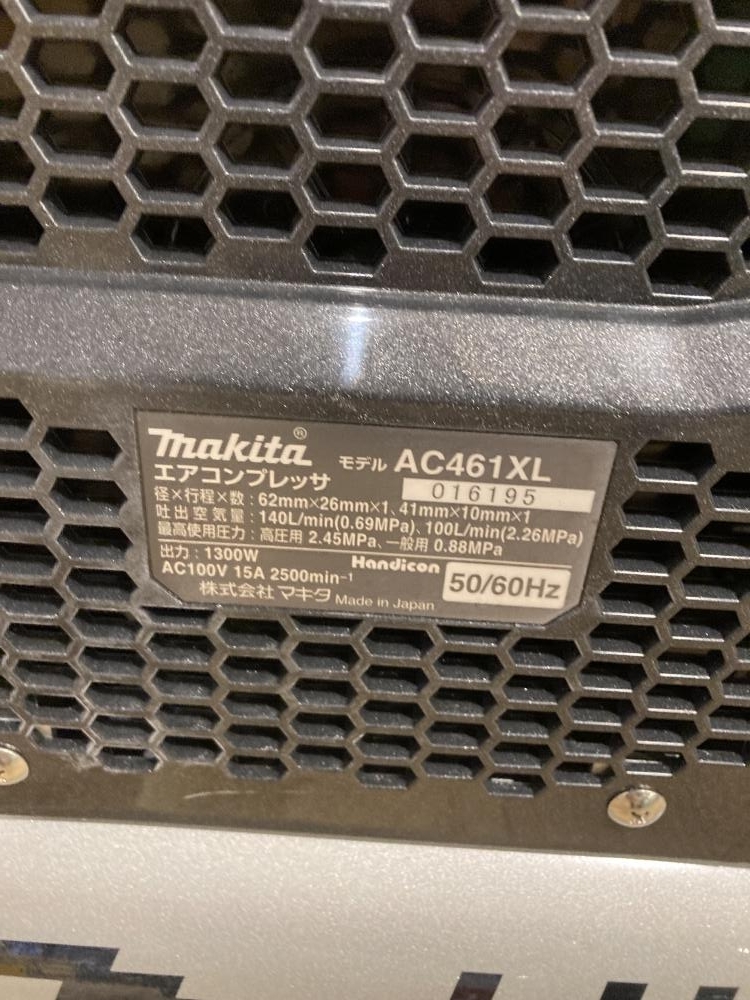 makita® モデル AC461XL
エアコンプレッサ 016195
径×行程×数：62mm×26mm×1、41mm×10mm×1
吐出空気量：140L/min(0.69MPa)、100L/min(2.26MPa)
最高使用圧力：高圧用 2.45MPa、一般用 0.88MPa
出力：1300W Handicon
AC100V 15A 2500min⁻¹ 50/60Hz
株式会社 マキタ Made in Japan